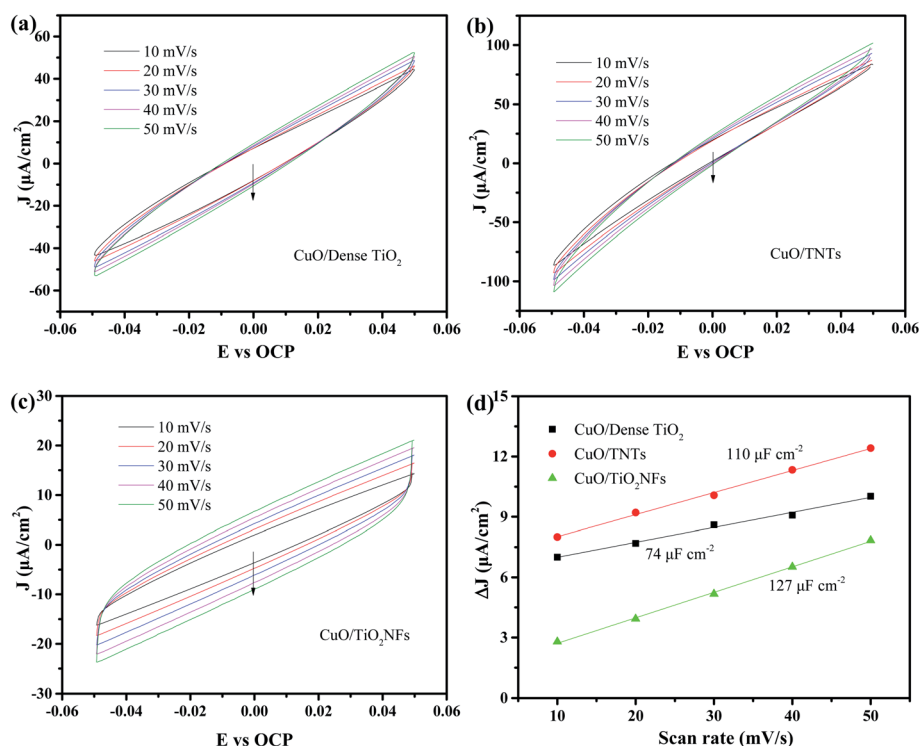 (a)
10 mV/s
20 mV/s
30 mV/s
40 mV/s
50 mV/s
CuO/Dense TiO₂
J (µA/cm²)
60
40
20
0
-20
-40
-60
-0.06 -0.04 -0.02 0.00 0.02 0.04 0.06
E vs OCP
(b)
10 mV/s
20 mV/s
30 mV/s
40 mV/s
50 mV/s
CuO/TNTs
J (µA/cm²)
100
50
0
-50
-100
-0.06 -0.04 -0.02 0.00 0.02 0.04 0.06
E vs OCP
(c)
10 mV/s
20 mV/s
30 mV/s
40 mV/s
50 mV/s
CuO/TiO₂NFs
J (µA/cm²)
30
20
10
0
-10
-20
-30
-0.06 -0.04 -0.02 0.00 0.02 0.04 0.06
E vs OCP
(d)
CuO/Dense TiO₂
CuO/TNTs
CuO/TiO₂NFs
110 µF cm⁻²
74 µF cm⁻²
127 µF cm⁻²
ΔJ (µA/cm²)
15
12
9
6
3
0
10 20 30 40 50
Scan rate (mV/s)